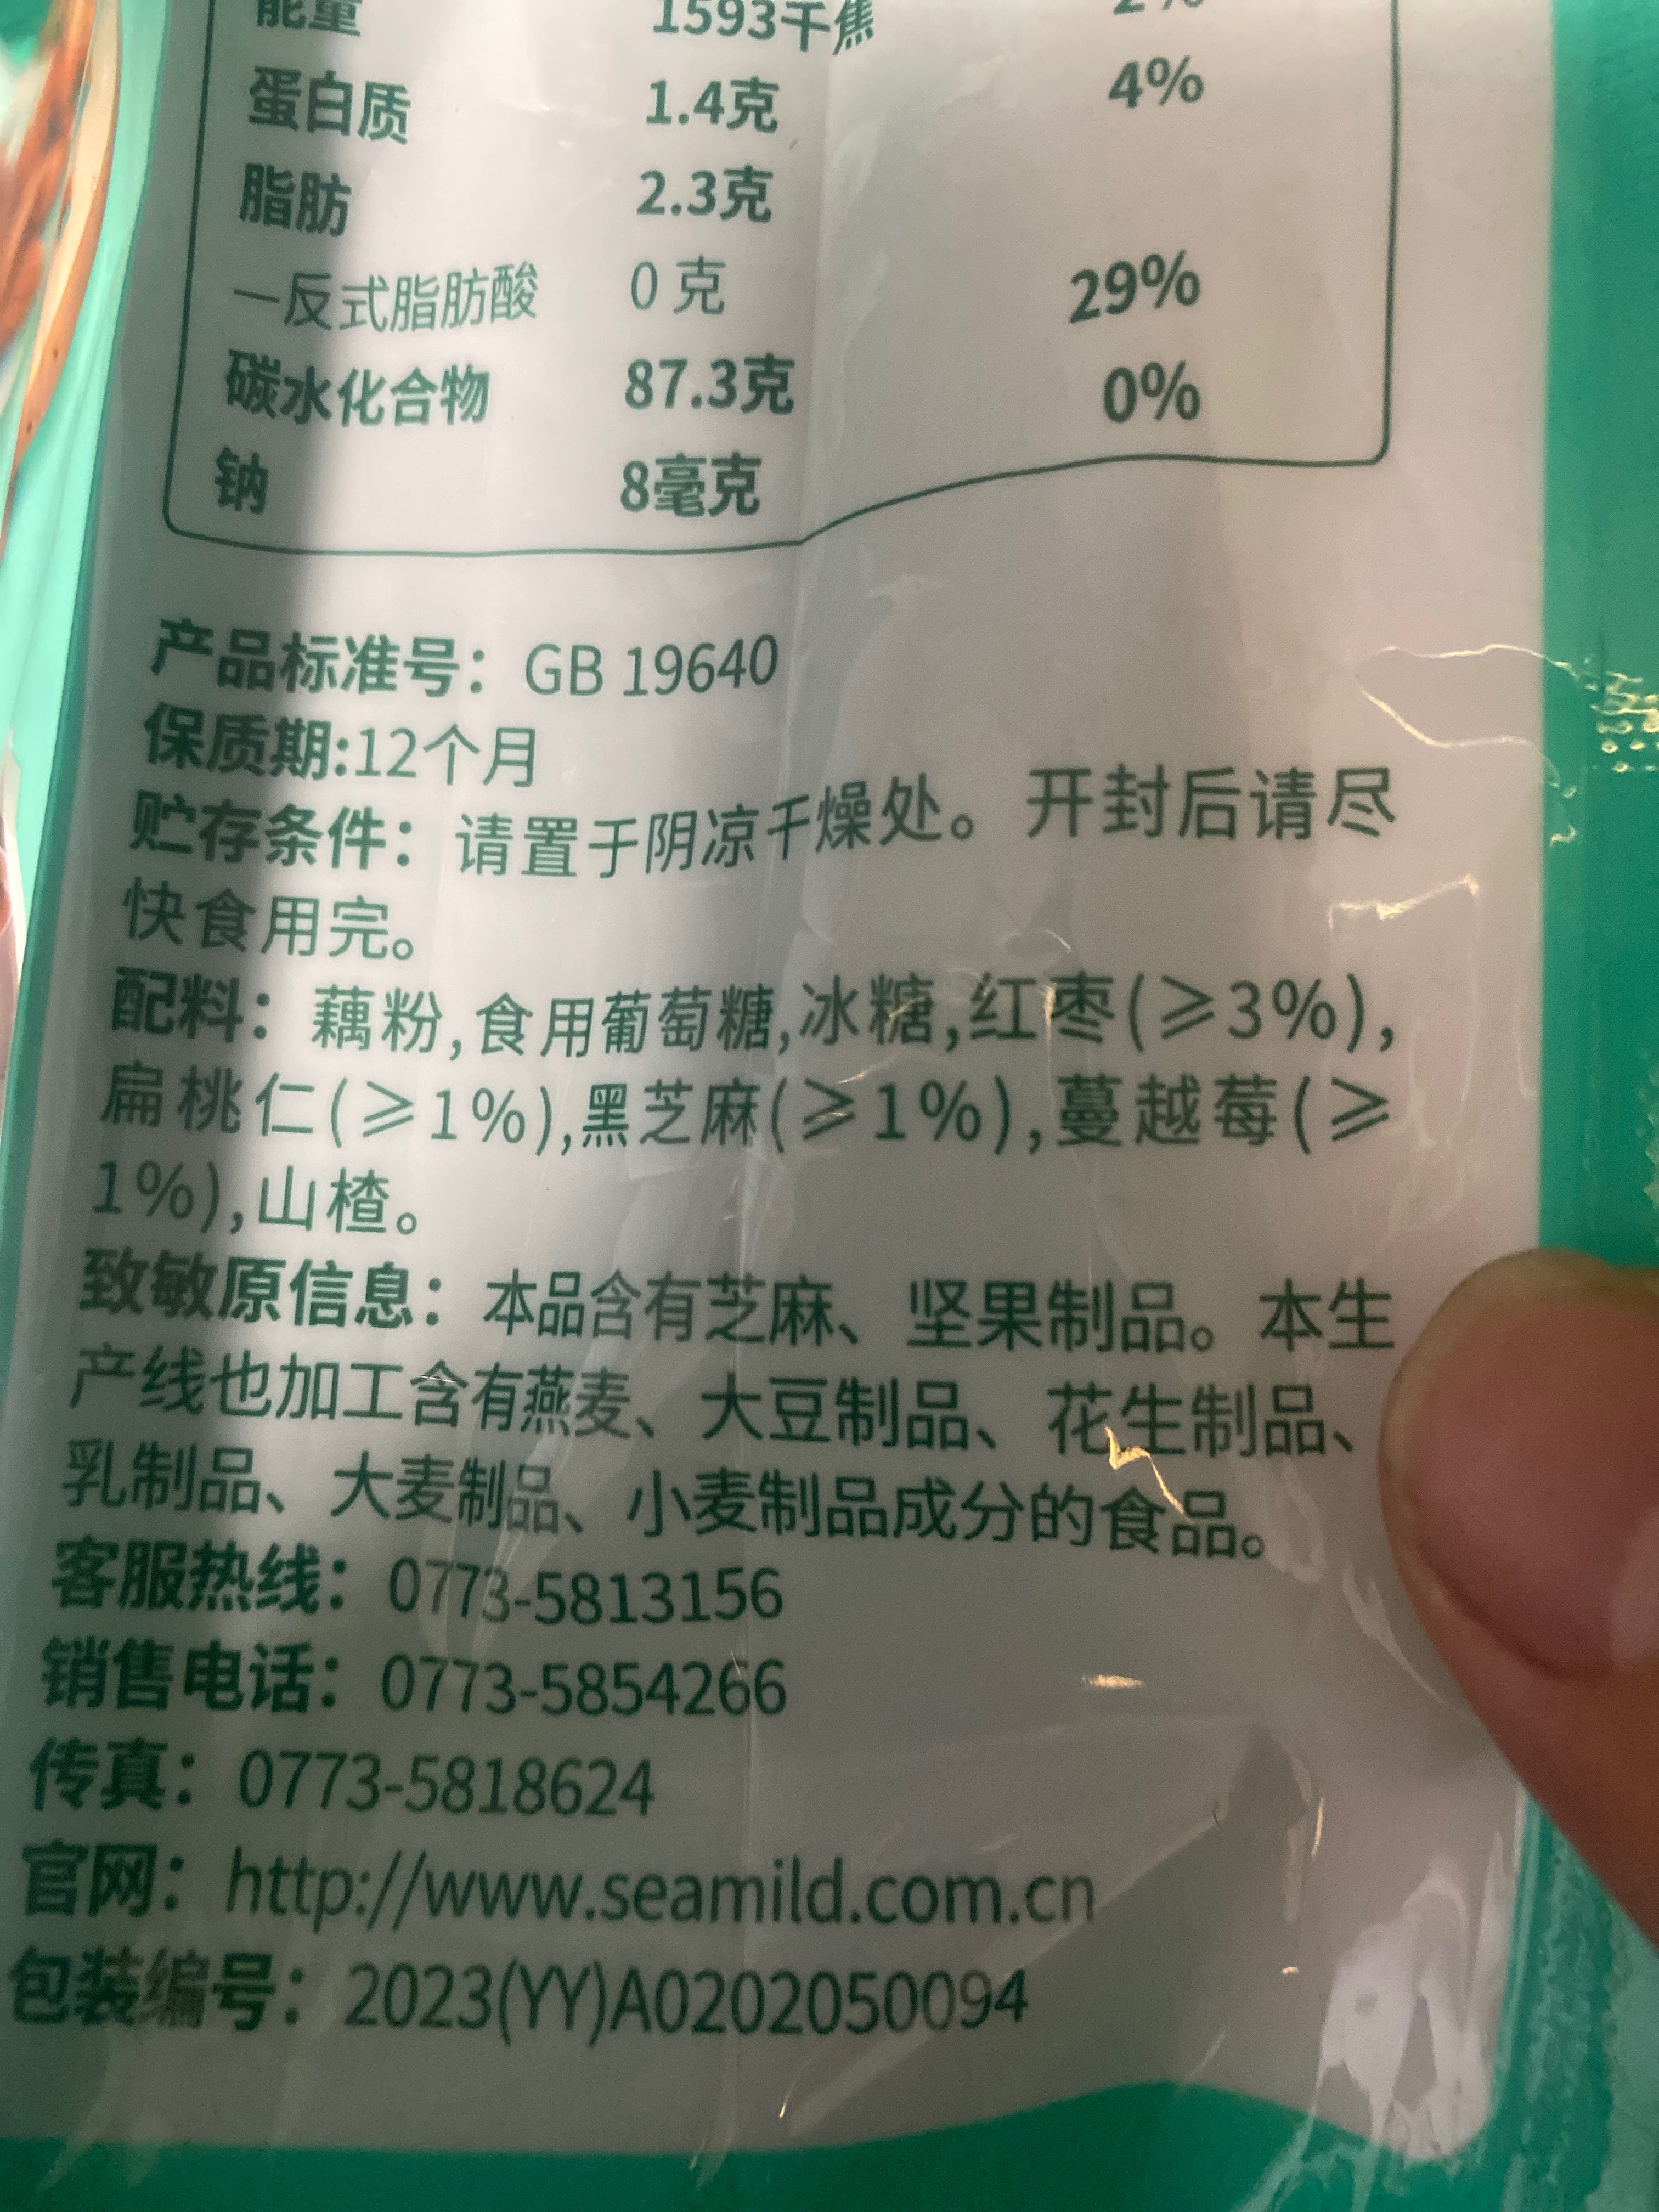 能量 1593千焦
蛋白质 1.4克 4%
脂肪 2.3克
—反式脂肪酸 0 克 29%
碳水化合物 87.3克 0%
钠 8毫克
产品标准号：GB 19640
保质期:12个月
贮存条件：请置于阴凉干燥处。开封后请尽
快食用完。
配料：藕粉,食用葡萄糖,冰糖,红枣(⩾3%),
扁桃仁(⩾1%),黑芝麻(⩾1%),蔓越莓(⩾
1%),山楂。
致敏原信息：本品含有芝麻、坚果制品。本生
产线也加工含有燕麦、大豆制品、花生制品、
乳制品、大麦制品、小麦制品成分的食品。
客服热线：0773-5813156
销售电话：0773-5854266
传真：0773-5818624
官网：http://www.seamild.com.cn
包装编号：2023(YY)A0202050094